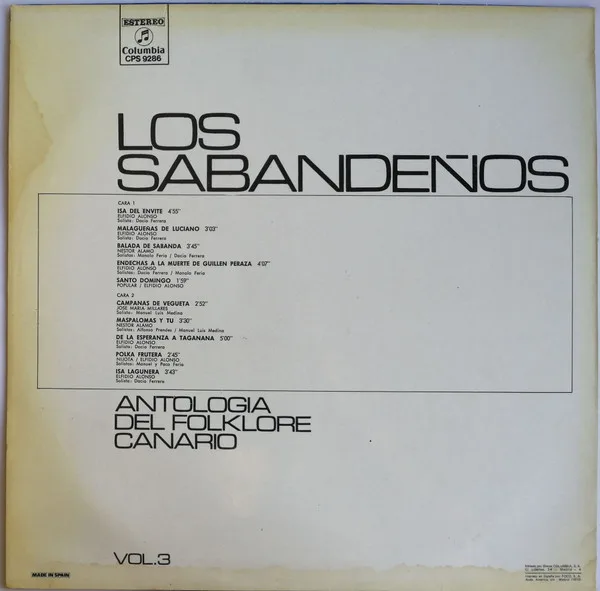 ESTEREO
Columbia
CPS 9286
LOS
SABANDEÑOS
CARA 1
ISA DEL ENVITE 4'55"
ELFIDIO ALONSO
Solista: Dacio Ferrera
MALAGUEÑAS DE LUCIANO 3'03"
ELFIDIO ALONSO
Solista: Dacio Ferrera
BALADA DE SABANDA 3'45"
NESTOR ALAMO
Solistas: Manolo Feria / Dacio Ferrera
ENDECHAS A LA MUERTE DE GUILLEN PERAZA 4'07"
ELFIDIO ALONSO
Solistas: Dacio Ferrera / Manolo Feria
SANTO DOMINGO 1'59"
POPULAR / ELFIDIO ALONSO
CARA 2
CAMPANAS DE VEGUETA 2'52"
JOSE MARIA MILLARES
Solista: Manuel Luis Medina
MASPALOMAS Y TU 3'30"
NESTOR ALAMO
Solistas: Alfonso Prendes / Manuel Luis Medina
DE LA ESPERANZA A TAGANANA 5'00"
ELFIDIO ALONSO
Solista: Dacio Ferrera
POLKA FRUTERA 2'45"
NIJOTA / ELFIDIO ALONSO
Solistas: Manuel y Paco Feria
ISA LAGUNERA 3'43"
ELFIDIO ALONSO
Solista: Dacio Ferrera
ANTOLOGIA
DEL FOLKLORE
CANARIO
VOL.3
MADE IN SPAIN